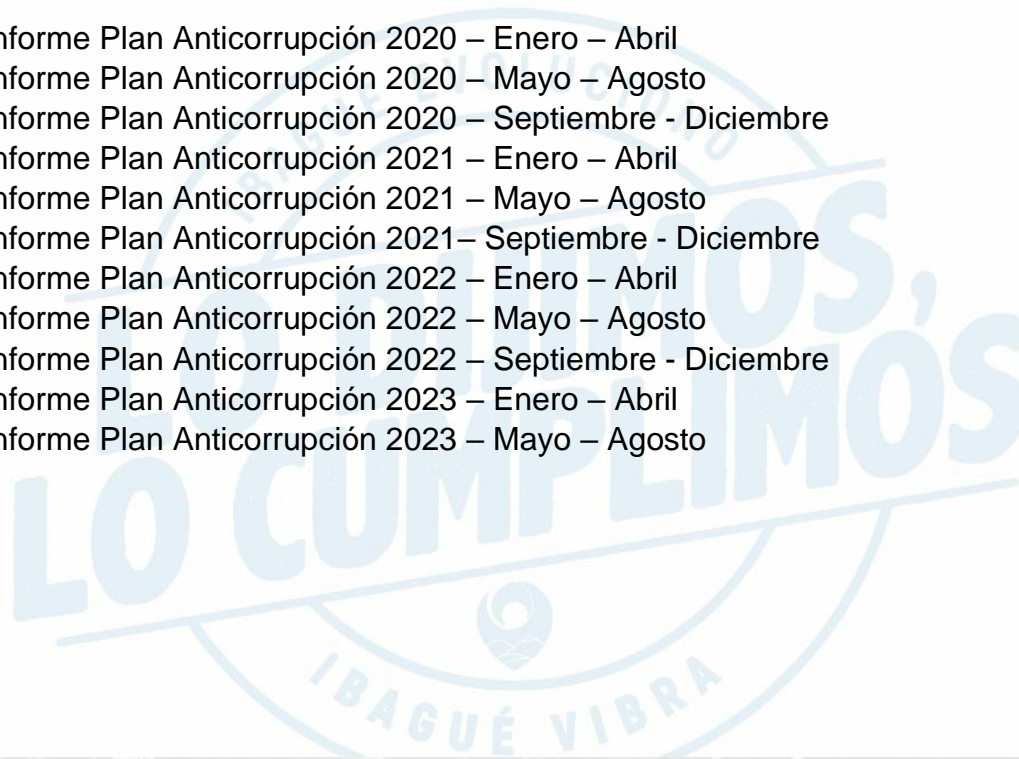 nforme Plan Anticorrupción 2020 – Enero – Abril
nforme Plan Anticorrupción 2020 – Mayo – Agosto
nforme Plan Anticorrupción 2020 – Septiembre - Diciembre
nforme Plan Anticorrupción 2021 – Enero – Abril
nforme Plan Anticorrupción 2021 – Mayo – Agosto
nforme Plan Anticorrupción 2021– Septiembre - Diciembre
nforme Plan Anticorrupción 2022 – Enero – Abril
nforme Plan Anticorrupción 2022 – Mayo – Agosto
nforme Plan Anticorrupción 2022 – Septiembre - Diciembre
nforme Plan Anticorrupción 2023 – Enero – Abril
nforme Plan Anticorrupción 2023 – Mayo – Agosto
IBAGUÉ EVOLUCIONÓ
LO DIJIMOS,
LO CUMPLIMOS
IBAGUÉ VIBRA